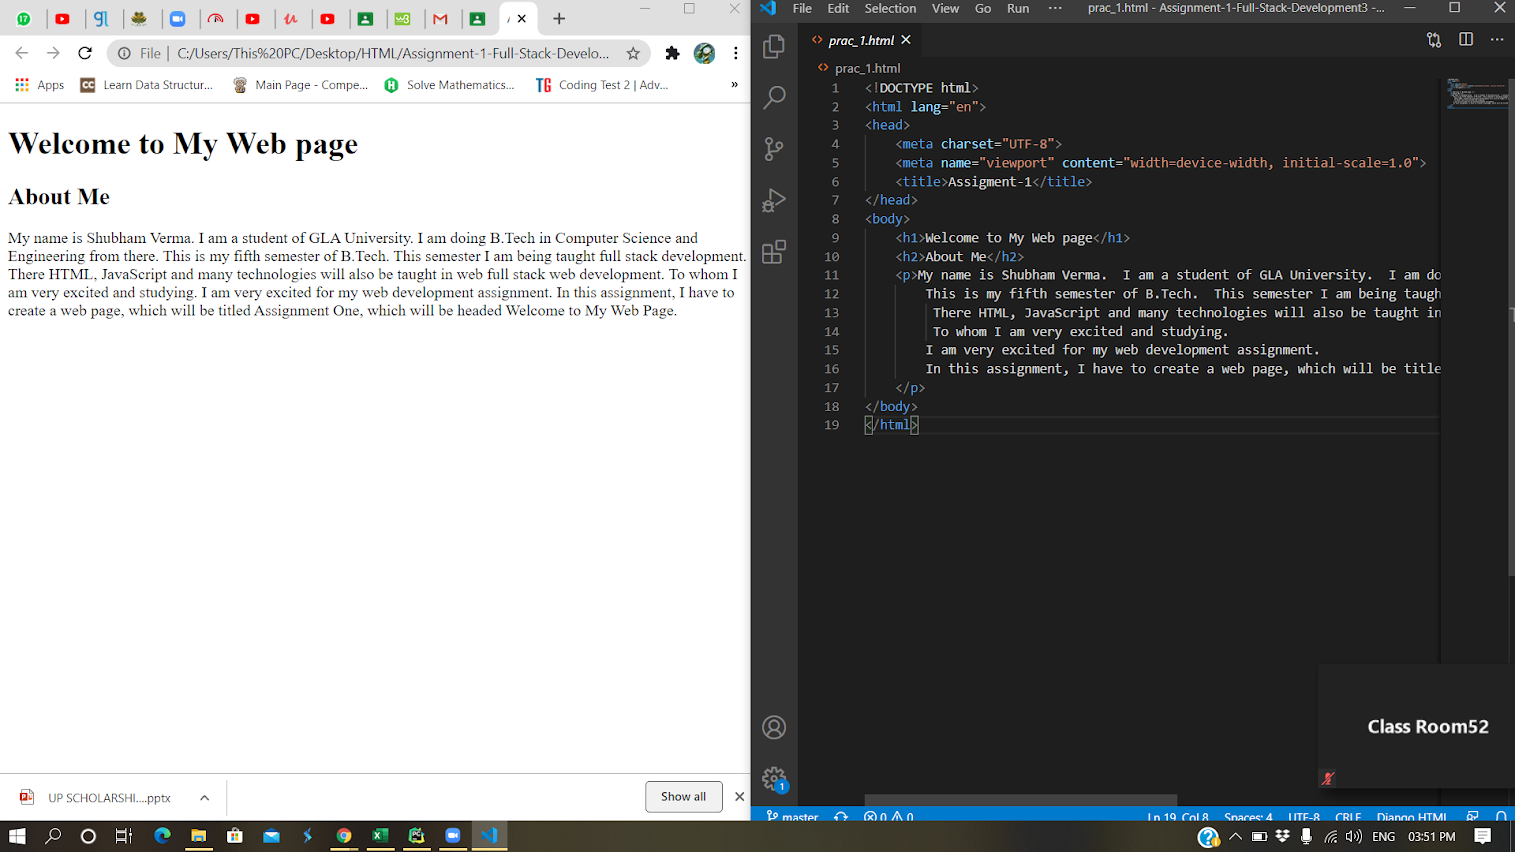 File Edit Selection View Go Run ··· prac_1.html - Assignment-1-Full-Stack-Development3 -...
File | C:/Users/This%20PC/Desktop/HTML/Assignment-1-Full-Stack-Develo...
Apps Learn Data Structur... Main Page - Compe... Solve Mathematics... TG Coding Test 2 | Adv... »
Welcome to My Web page
About Me
My name is Shubham Verma. I am a student of GLA University. I am doing B.Tech in Computer Science and
Engineering from there. This is my fifth semester of B.Tech. This semester I am being taught full stack development.
There HTML, JavaScript and many technologies will also be taught in web full stack web development. To whom I
am very excited and studying. I am very excited for my web development assignment. In this assignment, I have to
create a web page, which will be titled Assignment One, which will be headed Welcome to My Web Page.
UP SCHOLARSHI....pptx Show all
prac_1.html
prac_1.html
1 <!DOCTYPE html>
2 <html lang="en">
3 <head>
4 <meta charset="UTF-8">
5 <meta name="viewport" content="width=device-width, initial-scale=1.0">
6 <title>Assigment-1</title>
7 </head>
8 <body>
9 <h1>Welcome to My Web page</h1>
10 <h2>About Me</h2>
11 <p>My name is Shubham Verma.  I am a student of GLA University.  I am do
12 This is my fifth semester of B.Tech.  This semester I am being taugh
13 There HTML, JavaScript and many technologies will also be taught in
14 To whom I am very excited and studying.
15 I am very excited for my web development assignment.
16 In this assignment, I have to create a web page, which will be title
17 </p>
18 </body>
19 </html>
Class Room52
1
master 0 0 Ln 19, Col 8 Spaces: 4 UTF-8 CRLF Django HTML
ENG 03:51 PM